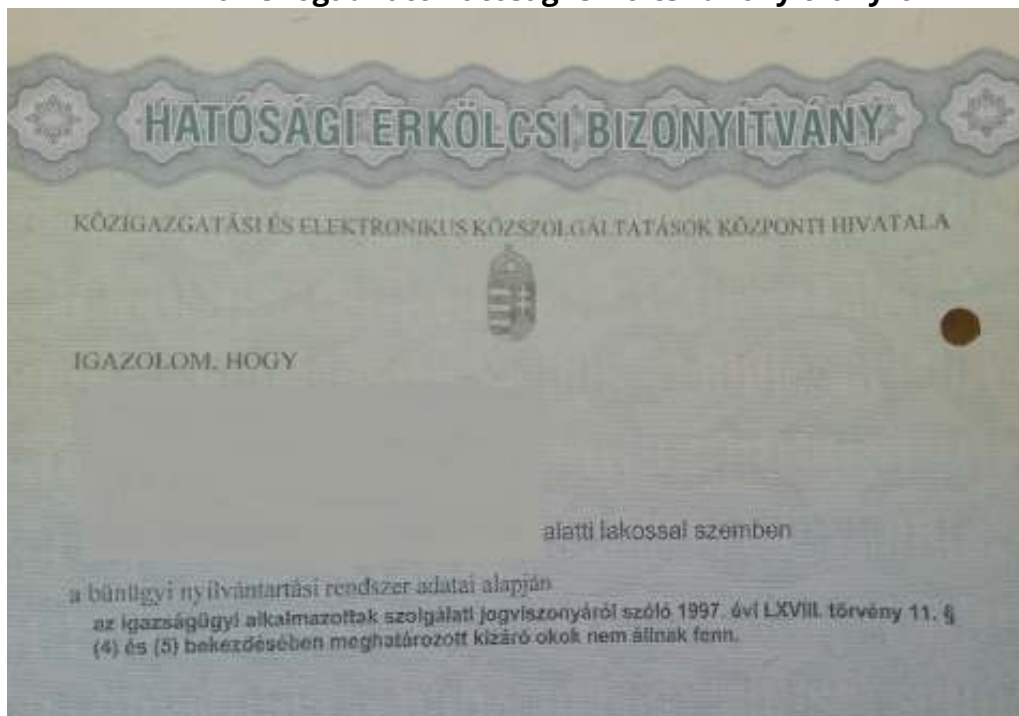 HATÓSÁGI ERKÖLCSI BIZONYITVÁNY
KÖZIGAZGATÁSI ÉS ELEKTRONIKUS KÖZSZOLGÁLTATÁSOK KÖZPONTI HIVATALA
IGAZOLOM, HOGY
alatti lakossal szemben
a bűnügyi nyilvántartási rendszer adatai alapján
az igazságügyi alkalmazottak szolgálati jogviszonyáról szóló 1997. évi LXVIII. törvény 11. §
(4) és (5) bekezdésében meghatározott kizáró okok nem állnak fenn.